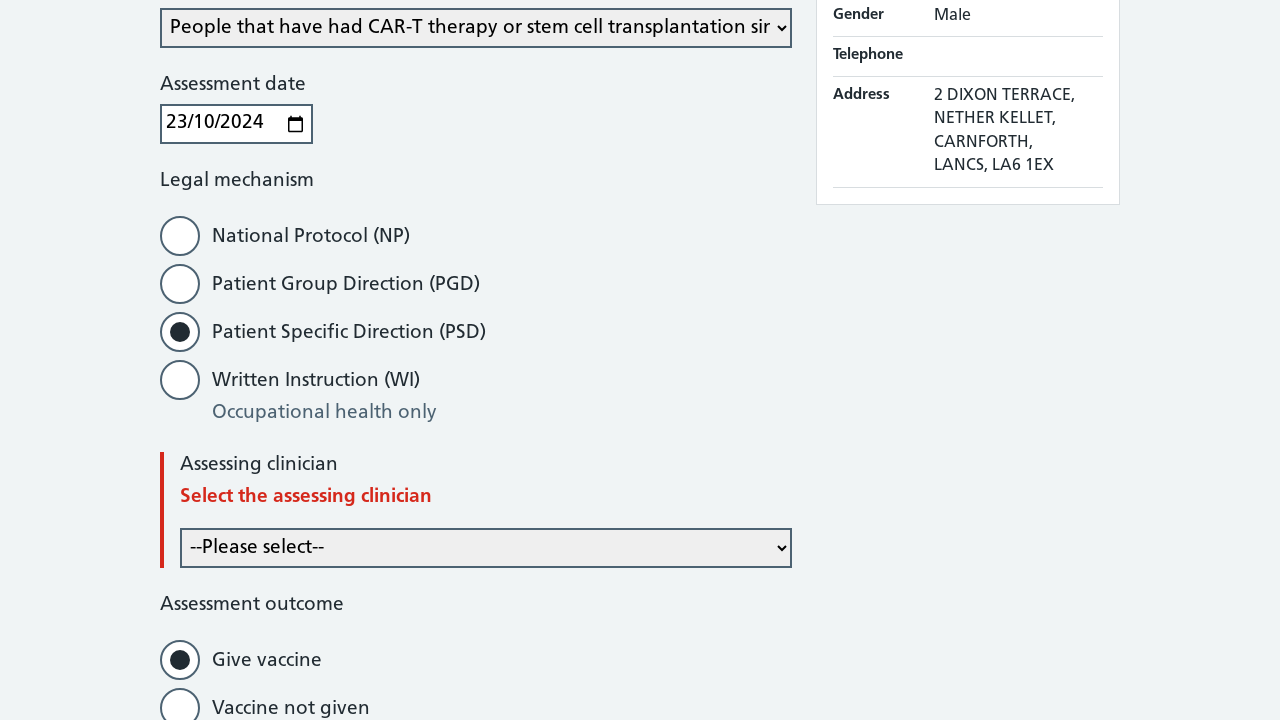 People that have had CAR-T therapy or stem cell transplantation sir
Assessment date
23/10/2024
Legal mechanism
National Protocol (NP)
Patient Group Direction (PGD)
Patient Specific Direction (PSD)
Written Instruction (WI)
Occupational health only
Assessing clinician
Select the assessing clinician
--Please select--
Assessment outcome
Give vaccine
Vaccine not given
Gender Male
Telephone
Address 2 DIXON TERRACE,
NETHER KELLET,
CARNFORTH,
LANCS, LA6 1EX